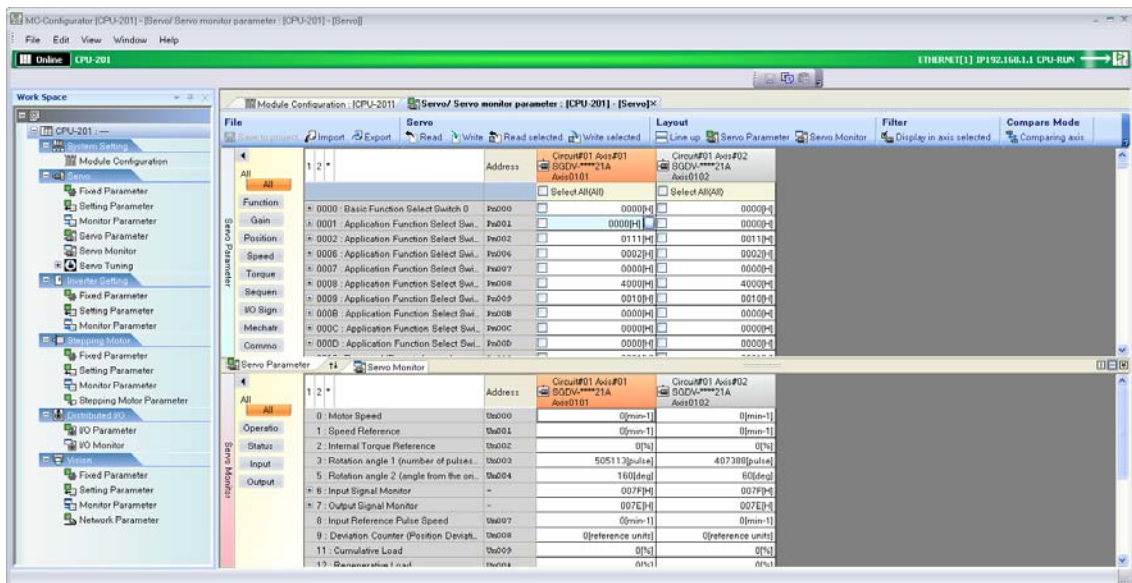 MC-Configurator [CPU-201] - [Servo/ Servo monitor parameter : [CPU-201] - [Servo]]
File Edit View Window Help
Online CPU-201 ETHERNET[1] IP192.168.1.1 CPU-RUN
Work Space
Module Configuration : [CPU-201] Servo/ Servo monitor parameter : [CPU-201] - [Servo]×
CPU-201 : ---
System Setting
Module Configuration
Servo
Fixed Parameter
Setting Parameter
Monitor Parameter
Servo Parameter
Servo Monitor
Servo Tuning
Inverter Setting
Fixed Parameter
Setting Parameter
Monitor Parameter
Stepping Motor
Fixed Parameter
Setting Parameter
Monitor Parameter
Stepping Motor Parameter
Distributed I/O
I/O Parameter
I/O Monitor
Vision
Fixed Parameter
Setting Parameter
Monitor Parameter
Network Parameter
File Servo Layout Filter Compare Mode
Save to project Import Export Read Write Read selected Write selected Line up Servo Parameter Servo Monitor Display in axis selected Comparing axis
Servo Parameter
All
All
Function
Gain
Position
Speed
Torque
Sequen
I/O Sign
Mechatr
Commo
1 2 * Address Circuit#01 Axis#01 Circuit#01 Axis#02
SGDV-****21A SGDV-****21A
Axis0101 Axis0102
Select All(All) Select All(All)
0000 : Basic Function Select Switch 0 Pn000 0000[H] 0000[H]
0001 : Application Function Select Swi... Pn001 0000[H] 0000[H]
0002 : Application Function Select Swi... Pn002 0111[H] 0011[H]
0006 : Application Function Select Swi... Pn006 0002[H] 0002[H]
0007 : Application Function Select Swi... Pn007 0000[H] 0000[H]
0008 : Application Function Select Swi... Pn008 4000[H] 4000[H]
0009 : Application Function Select Swi... Pn009 0010[H] 0010[H]
000B : Application Function Select Swi... Pn00B 0000[H] 0000[H]
000C : Application Function Select Swi... Pn00C 0000[H] 0000[H]
000D : Application Function Select Swi... Pn00D 0000[H] 0000[H]
Servo Parameter Servo Monitor
Servo Monitor
All
All
Operatio
Status
Input
Output
1 2 * Address Circuit#01 Axis#01 Circuit#01 Axis#02
SGDV-****21A SGDV-****21A
Axis0101 Axis0102
0 : Motor Speed Un000 0[min-1] 0[min-1]
1 : Speed Reference Un001 0[min-1] 0[min-1]
2 : Internal Torque Reference Un002 0[%] 0[%]
3 : Rotation angle 1 (number of pulses... Un003 505113[pulse] 407388[pulse]
5 : Rotation angle 2 (angle from the ori... Un004 160[deg] 60[deg]
6 : Input Signal Monitor - 007F[H] 007F[H]
7 : Output Signal Monitor - 007E[H] 007E[H]
8 : Input Reference Pulse Speed Un007 0[min-1] 0[min-1]
9 : Deviation Counter (Position Deviati... Un008 0[reference units] 0[reference units]
11 : Cumulative Load Un009 0[%] 0[%]
12 : Regenerative Load Un00A 0[%] 0[%]